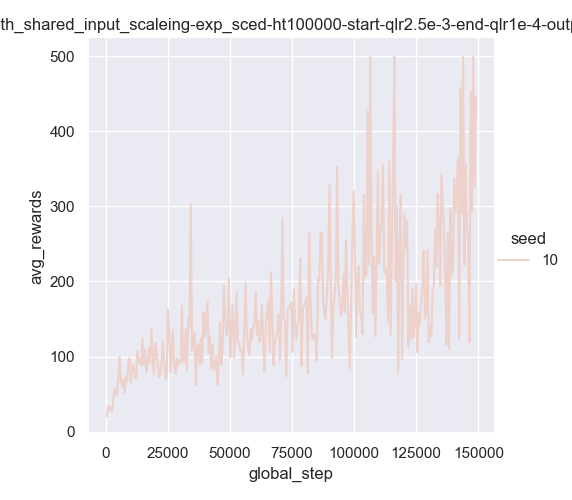 th_shared_input_scaleing-exp_sced-ht100000-start-qlr2.5e-3-end-qlr1e-4-outp
500
400
300
200
100
0
avg_rewards
0 25000 50000 75000 100000 125000 150000
global_step
seed
10